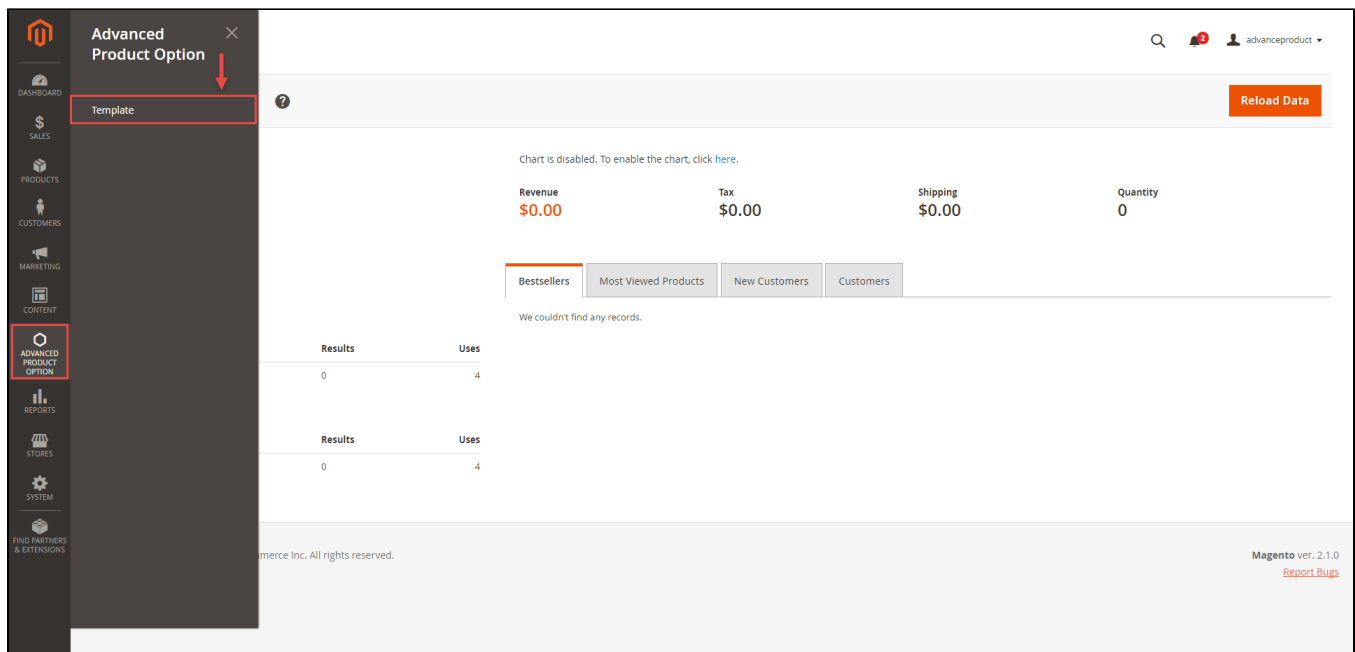 Advanced
Product Option
Template
DASHBOARD
SALES
PRODUCTS
CUSTOMERS
MARKETING
CONTENT
ADVANCED
PRODUCT
OPTION
REPORTS
STORES
SYSTEM
FIND PARTNERS
& EXTENSIONS
2
advanceproduct
?
Reload Data
Chart is disabled. To enable the chart, click here.
Revenue Tax Shipping Quantity
$0.00 $0.00 $0.00 0
Bestsellers Most Viewed Products New Customers Customers
We couldn't find any records.
Results Uses
0 4
Results Uses
0 4
merce Inc. All rights reserved.
Magento ver. 2.1.0
Report Bugs